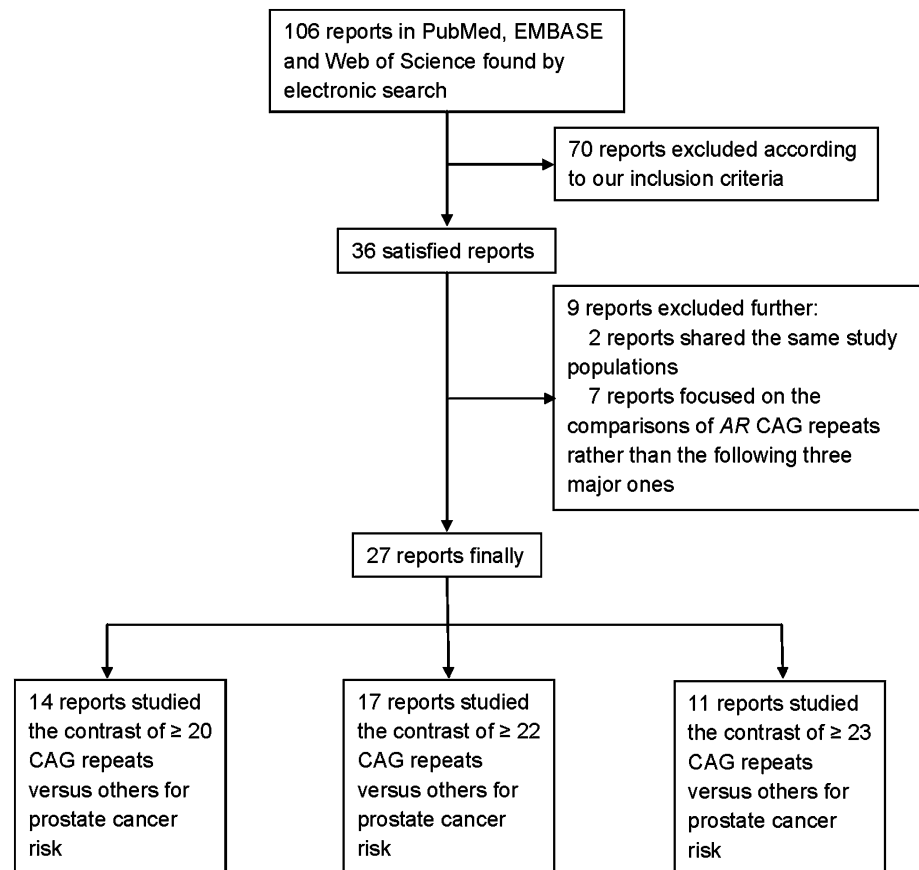 106 reports in PubMed, EMBASE
and Web of Science found by
electronic search
70 reports excluded according
to our inclusion criteria
36 satisfied reports
9 reports excluded further:
2 reports shared the same study
populations
7 reports focused on the
comparisons of AR CAG repeats
rather than the following three
major ones
27 reports finally
14 reports studied
the contrast of ≥ 20
CAG repeats
versus others for
prostate cancer
risk
17 reports studied
the contrast of ≥ 22
CAG repeats
versus others for
prostate cancer
risk
11 reports studied
the contrast of ≥ 23
CAG repeats
versus others for
prostate cancer
risk